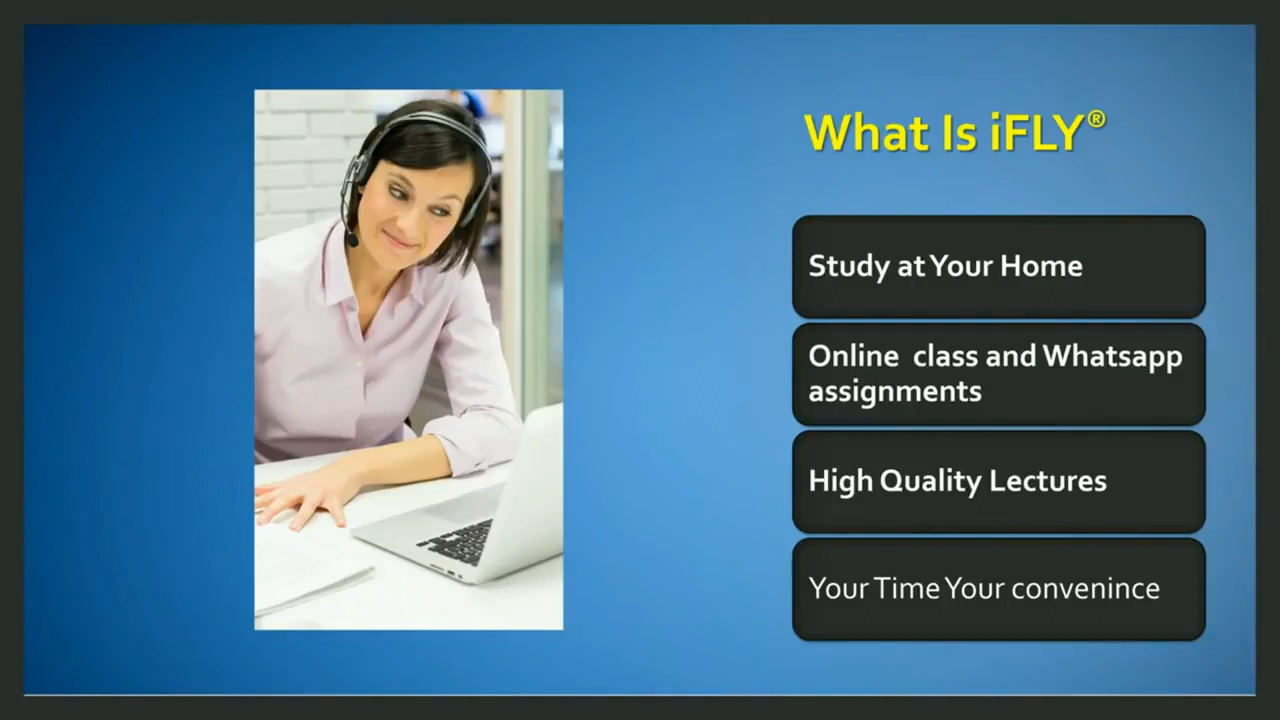 What Is iFLY®
Study at Your Home
Online class and Whatsapp
assignments
High Quality Lectures
Your Time Your convenince